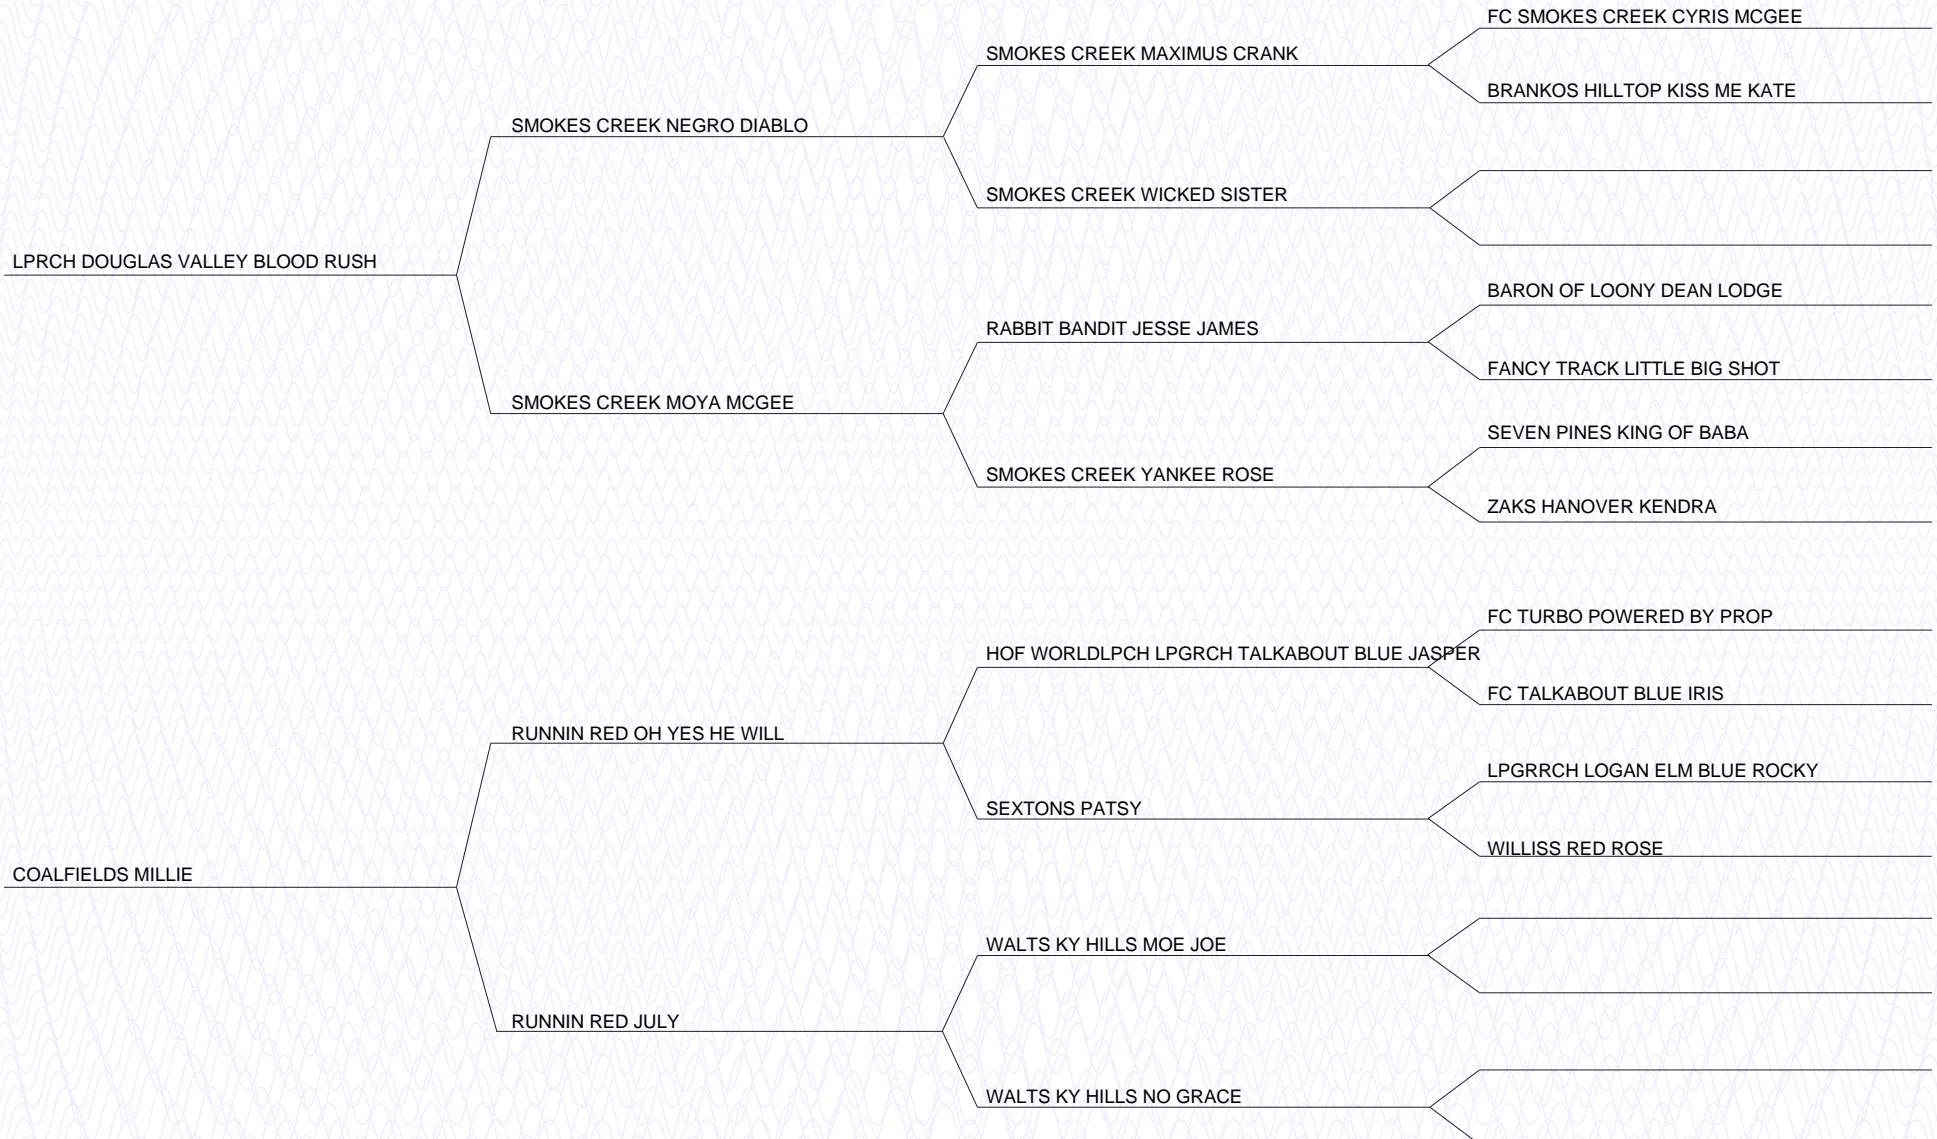 FC SMOKES CREEK CYRIS MCGEE
SMOKES CREEK MAXIMUS CRANK
BRANKOS HILLTOP KISS ME KATE
SMOKES CREEK NEGRO DIABLO
SMOKES CREEK WICKED SISTER
LPRCH DOUGLAS VALLEY BLOOD RUSH
BARON OF LOONY DEAN LODGE
RABBIT BANDIT JESSE JAMES
FANCY TRACK LITTLE BIG SHOT
SMOKES CREEK MOYA MCGEE
SEVEN PINES KING OF BABA
SMOKES CREEK YANKEE ROSE
ZAKS HANOVER KENDRA
FC TURBO POWERED BY PROP
HOF WORLDLPCH LPGRCH TALKABOUT BLUE JASPER
FC TALKABOUT BLUE IRIS
RUNNIN RED OH YES HE WILL
LPGRRCH LOGAN ELM BLUE ROCKY
SEXTONS PATSY
WILLISS RED ROSE
COALFIELDS MILLIE
WALTS KY HILLS MOE JOE
RUNNIN RED JULY
WALTS KY HILLS NO GRACE